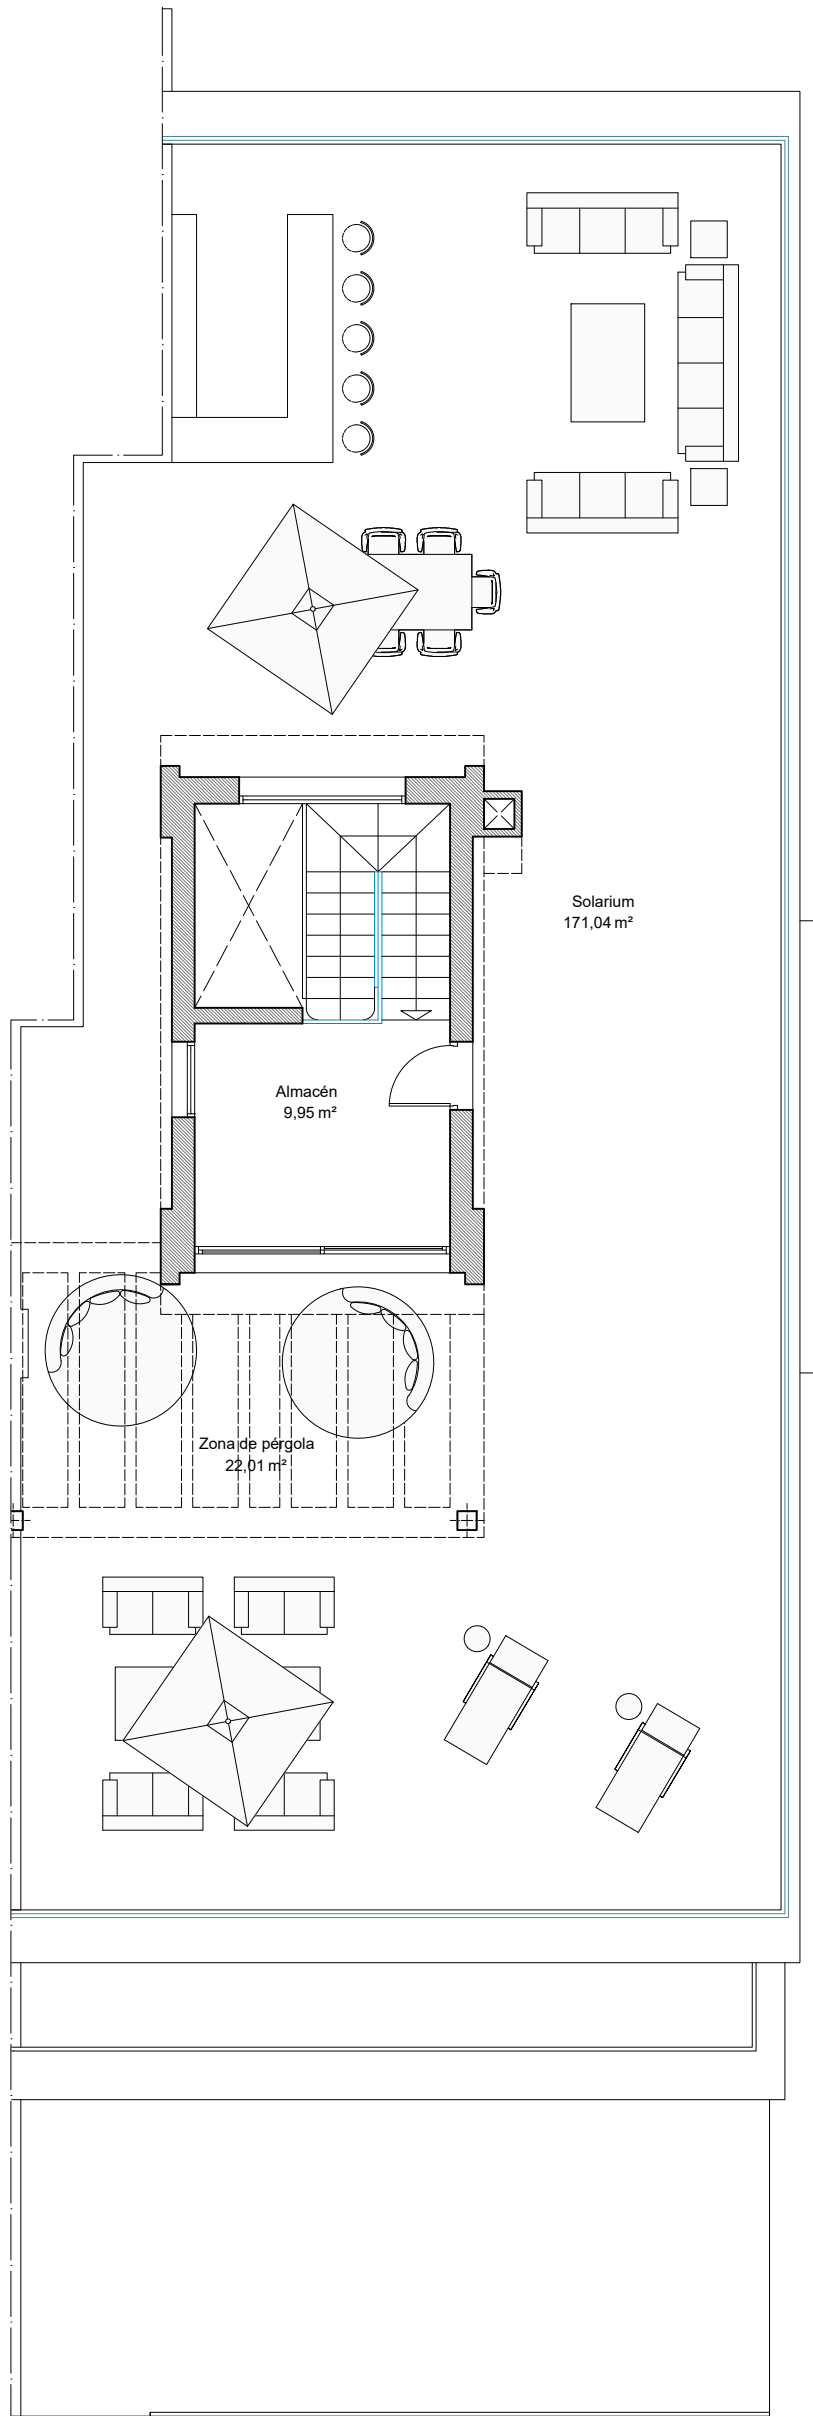 Solarium
171,04 m²
Almacén
9,95 m²
Zona de pérgola
22,01 m²